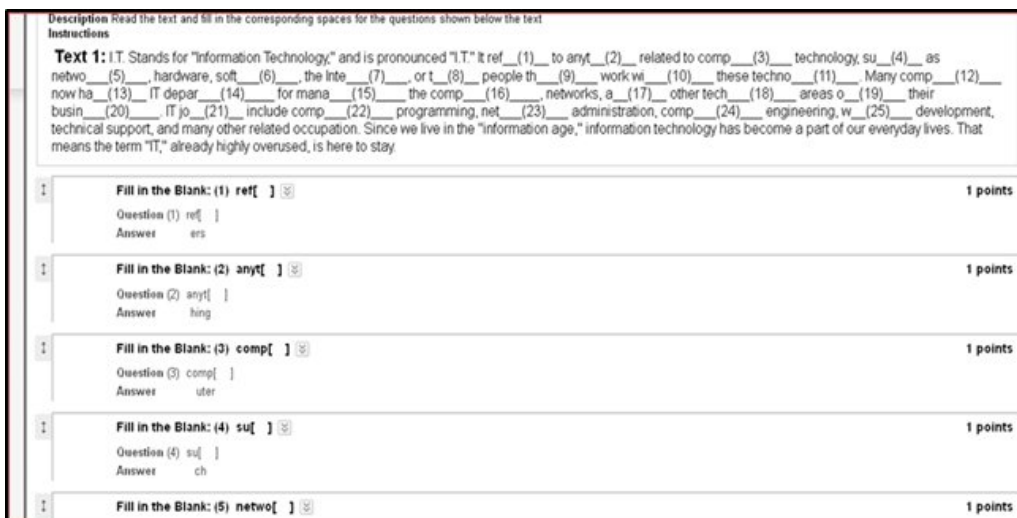 Description Read the text and fill in the corresponding spaces for the questions shown below the text
Instructions
Text 1: I.T. Stands for "Information Technology," and is pronounced "I.T." It ref__(1)__ to anyt__(2)__ related to comp___(3)____ technology, su__(4)__ as
netwo___(5)___, hardware, soft___(6)___, the Inte___(7)___, or t__(8)__ people th___(9)___ work wi___(10)___ these techno___(11)___. Many comp___(12)___
now ha__(13)__ IT depar___(14)____ for mana___(15)____ the comp___(16)____, networks, a__(17)__ other tech___(18)____ areas o__(19)__ their
busin____(20)____. IT jo__(21)__ include comp___(22)___ programming, net___(23)____ administration, comp___(24)___ engineering, w__(25)__ development,
technical support, and many other related occupation. Since we live in the "information age," information technology has become a part of our everyday lives. That
means the term "IT," already highly overused, is here to stay.
Fill in the Blank: (1) ref[ ] 1 points
Question (1) ref[ ]
Answer ers
Fill in the Blank: (2) anyt[ ] 1 points
Question (2) anyt[ ]
Answer hing
Fill in the Blank: (3) comp[ ] 1 points
Question (3) comp[ ]
Answer uter
Fill in the Blank: (4) su[ ] 1 points
Question (4) su[ ]
Answer ch
Fill in the Blank: (5) netwo[ ] 1 points